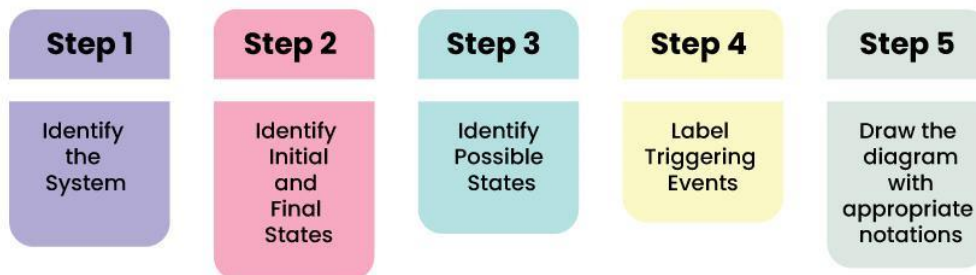 Step 1
Identify
the
System
Step 2
Identify
Initial
and
Final
States
Step 3
Identify
Possible
States
Step 4
Label
Triggering
Events
Step 5
Draw the
diagram
with
appropriate
notations